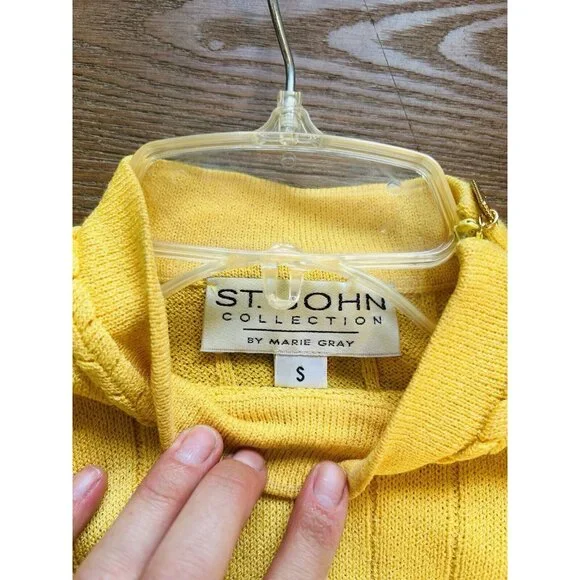 ST. JOHN
COLLECTION
BY MARIE GRAY
S